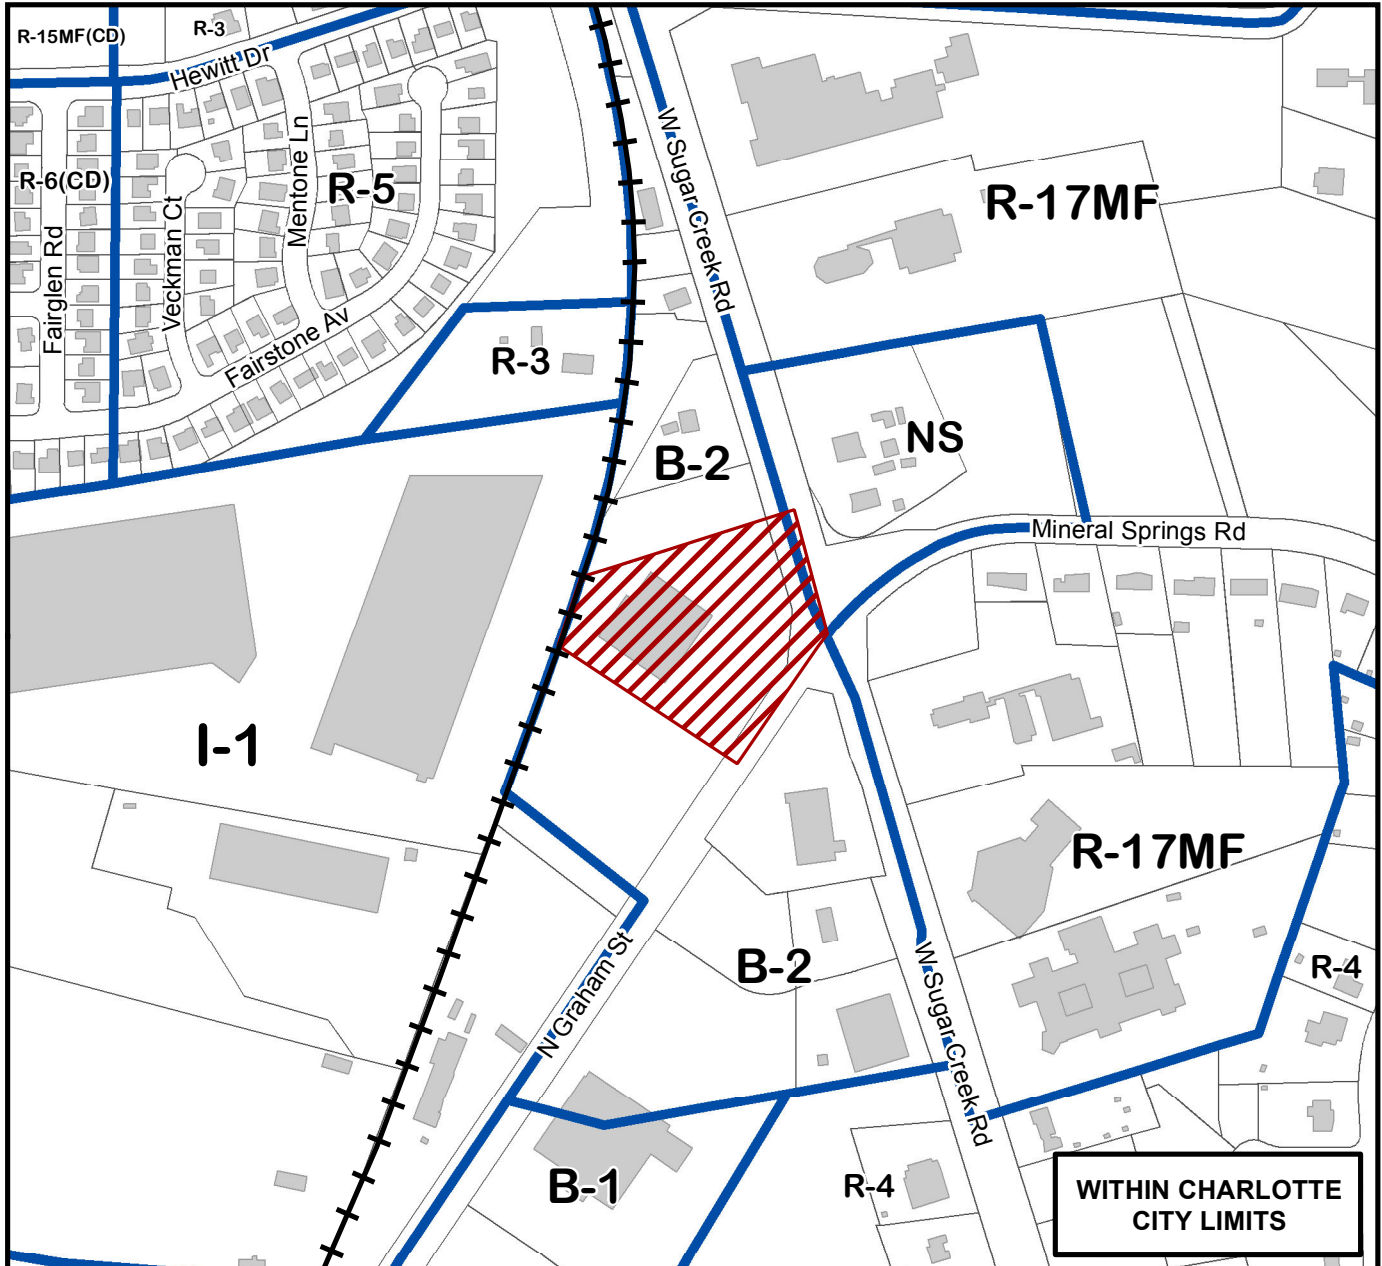 R-15MF(CD)
R-3
Hewitt Dr
R-6(CD)
Fairglen Rd
Veckman Ct
Mentone Ln
R-5
Fairstone Av
W Sugar Creek Rd
R-17MF
R-3
B-2
NS
Mineral Springs Rd
I-1
R-17MF
B-2
N Graham St
W Sugar Creek Rd
R-4
B-1
R-4
WITHIN CHARLOTTE
CITY LIMITS